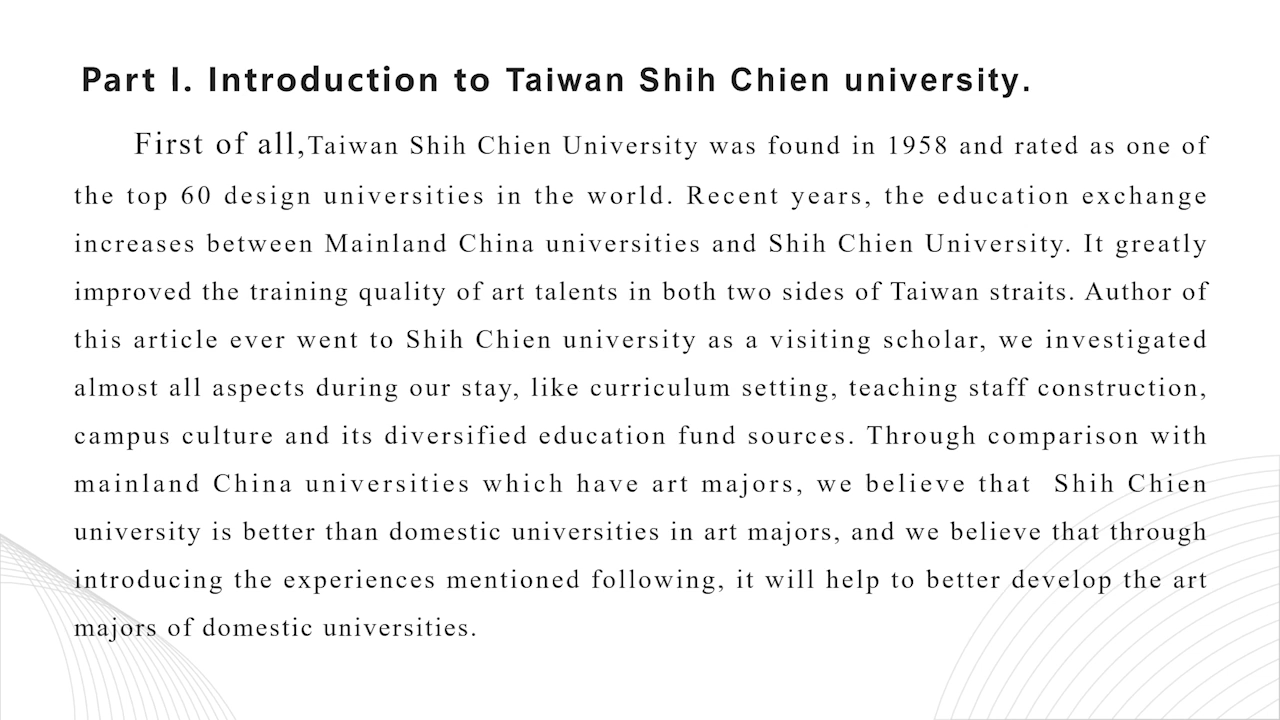 Part I. Introduction to Taiwan Shih Chien university.
First of all,Taiwan Shih Chien University was found in 1958 and rated as one of
the top 60 design universities in the world. Recent years, the education exchange
increases between Mainland China universities and Shih Chien University. It greatly
improved the training quality of art talents in both two sides of Taiwan straits. Author of
this article ever went to Shih Chien university as a visiting scholar, we investigated
almost all aspects during our stay, like curriculum setting, teaching staff construction,
campus culture and its diversified education fund sources. Through comparison with
mainland China universities which have art majors, we believe that Shih Chien
university is better than domestic universities in art majors, and we believe that through
introducing the experiences mentioned following, it will help to better develop the art
majors of domestic universities.